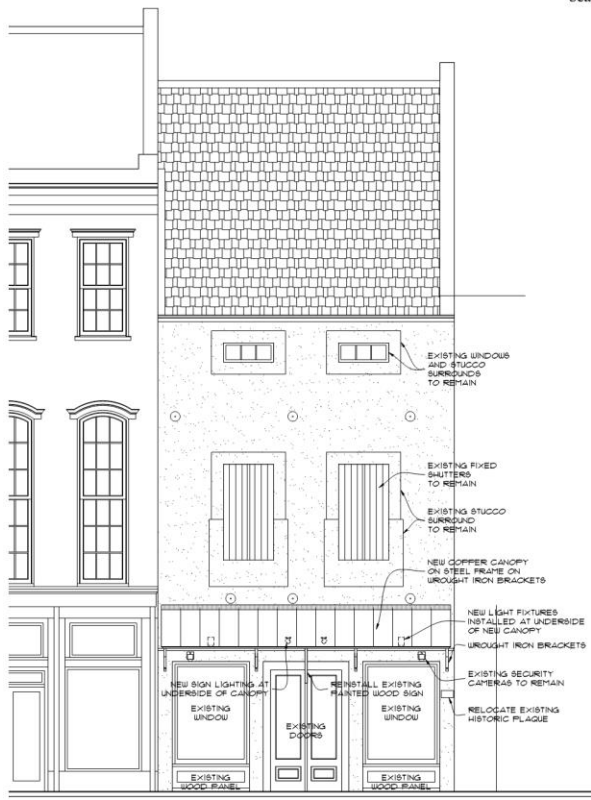 EXISTING WINDOWS
AND STUCCO
SURROUNDS
TO REMAIN
EXISTING FIXED
SHUTTERS
TO REMAIN
EXISTING STUCCO
SURROUND
TO REMAIN
NEW COPPER CANOPY
ON STEEL FRAME ON
WROUGHT IRON BRACKETS
NEW LIGHT FIXTURES
INSTALLED AT UNDERSIDE
OF NEW CANOPY
WROUGHT IRON BRACKETS
EXISTING SECURITY
CAMERAS TO REMAIN
RELOCATE EXISTING
HISTORIC PLAQUE
NEW SIGN LIGHTING AT
UNDERSIDE OF CANOPY
REINSTALL EXISTING
PAINTED WOOD SIGN
EXISTING
WINDOW
EXISTING
DOORS
EXISTING
WINDOW
EXISTING
WOOD PANEL
EXISTING
WOOD PANEL